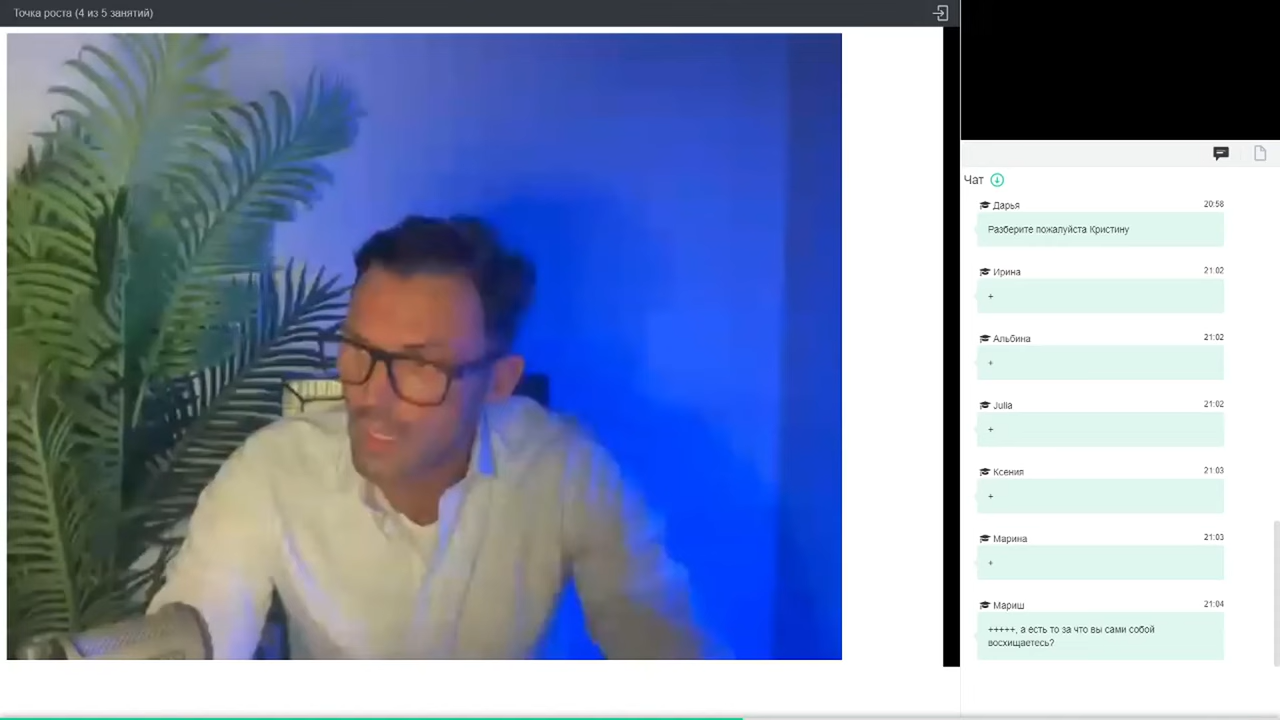 Точка роста (4 из 5 занятий)
Чат
Дарья 20:58
Разберите пожалуйста Кристину
Ирина 21:02
+
Альбина 21:02
+
Julia 21:02
+
Ксения 21:03
+
Марина 21:03
+
Мариш 21:04
+++++, а есть то за что вы сами собой
восхищаетесь?